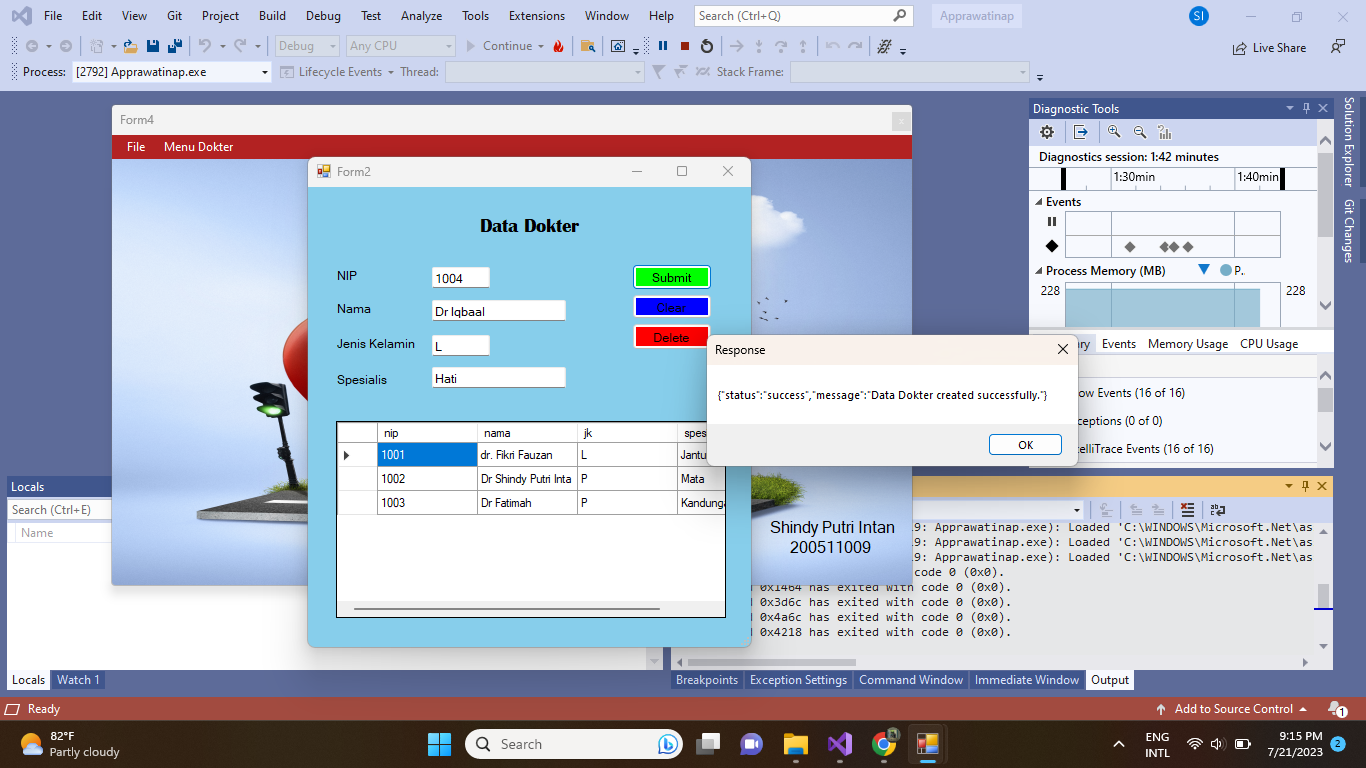 File Edit View Git Project Build Debug Test Analyze Tools Extensions Window Help Search (Ctrl+Q) Apprawatinap SI
Debug Any CPU Continue Live Share
Process: [2792] Apprawatinap.exe Lifecycle Events Thread: Stack Frame:
Form4
File Menu Dokter
Form2
Data Dokter
NIP 1004 Submit
Nama Dr Iqbaal Clear
Jenis Kelamin L Delete
Spesialis Hati
nip nama jk spes
1001 dr. Fikri Fauzan L Jantu
1002 Dr Shindy Putri Inta P Mata
1003 Dr Fatimah P Kandunga
Response
{"status":"success","message":"Data Dokter created successfully."}
OK
Shindy Putri Intan
200511009
Diagnostic Tools
Diagnostics session: 1:42 minutes
1:30min 1:40min
Events
Process Memory (MB) P..
228 228
ry Events Memory Usage CPU Usage
ow Events (16 of 16)
ceptions (0 of 0)
telliTrace Events (16 of 16)
Solution Explorer
Git Changes
Locals
Search (Ctrl+E)
Name
Locals Watch 1
19: Apprawatinap.exe): Loaded 'C:\WINDOWS\Microsoft.Net\as
19: Apprawatinap.exe): Loaded 'C:\WINDOWS\Microsoft.Net\as
19: Apprawatinap.exe): Loaded 'C:\WINDOWS\Microsoft.Net\as
code 0 (0x0).
0x1464 has exited with code 0 (0x0).
0x3d6c has exited with code 0 (0x0).
0x4a6c has exited with code 0 (0x0).
0x4218 has exited with code 0 (0x0).
Breakpoints Exception Settings Command Window Immediate Window Output
Ready Add to Source Control 1
82°F
Partly cloudy
Search
ENG
INTL
9:15 PM
7/21/2023
2